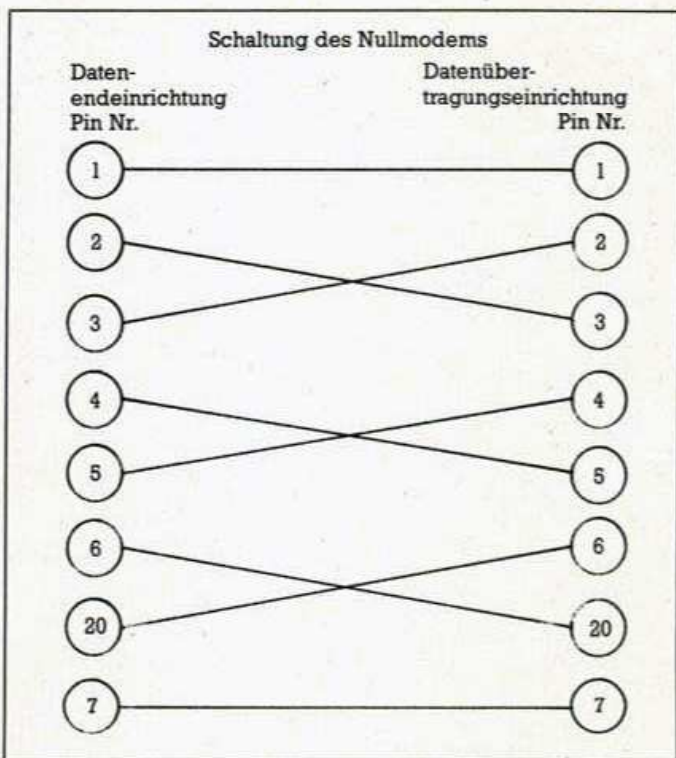 Schaltung des Nullmodems
Daten-
endeinrichtung
Pin Nr.
Datenüber-
tragungseinrichtung
Pin Nr.
1 1
2 2
3 3
4 4
5 5
6 6
20 20
7 7